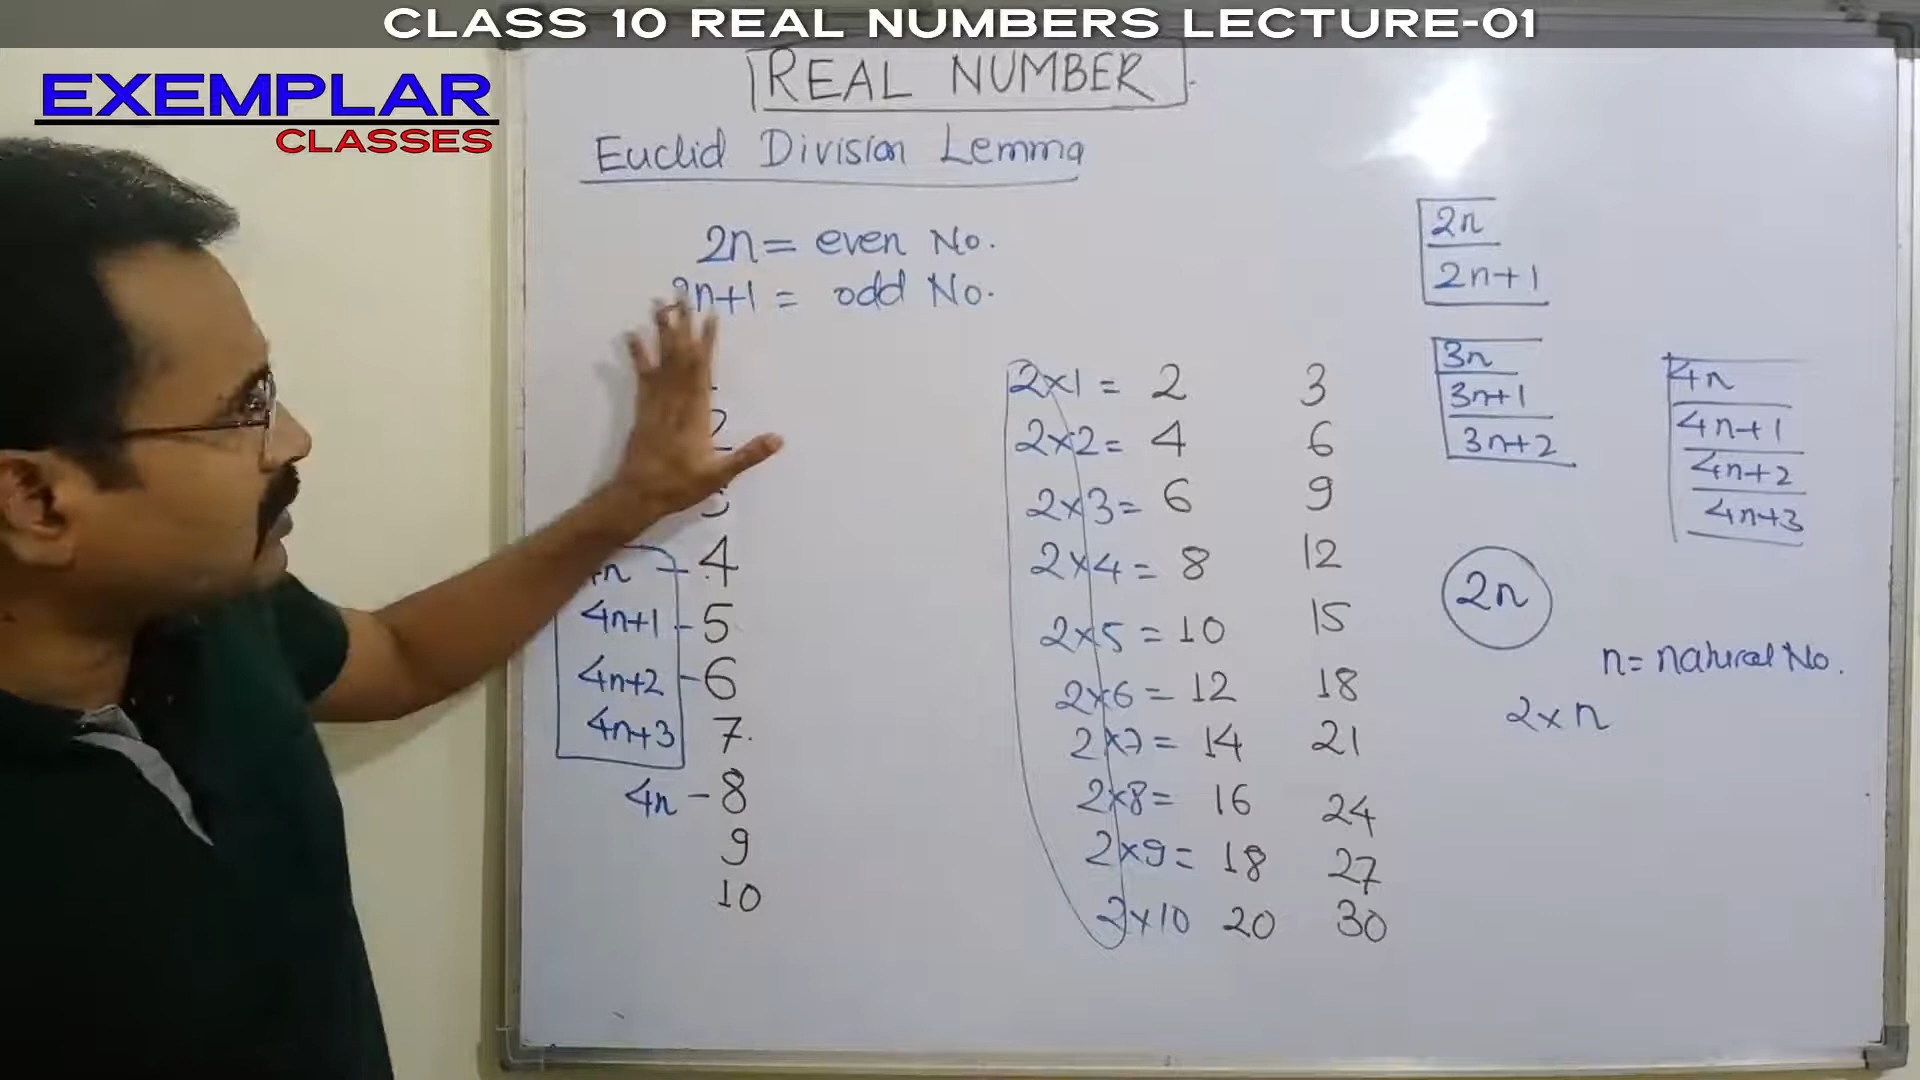 CLASS 10 REAL NUMBERS LECTURE-01
EXEMPLAR
CLASSES
REAL NUMBER
Euclid Division Lemma
2n = even No.
2n+1 = odd No.
2
4n - 4
4n+1 - 5
4n+2 - 6
4n+3 7.
4n - 8
9
10
2×1 = 2 3
2×2 = 4 6
2×3 = 6 9
2×4 = 8 12
2×5 = 10 15
2×6 = 12 18
2×7 = 14 21
2×8 = 16 24
2×9 = 18 27
2×10 20 30
2n
2n+1
3n
3n+1
3n+2
4n
4n+1
4n+2
4n+3
2n
n = natural No.
2×n